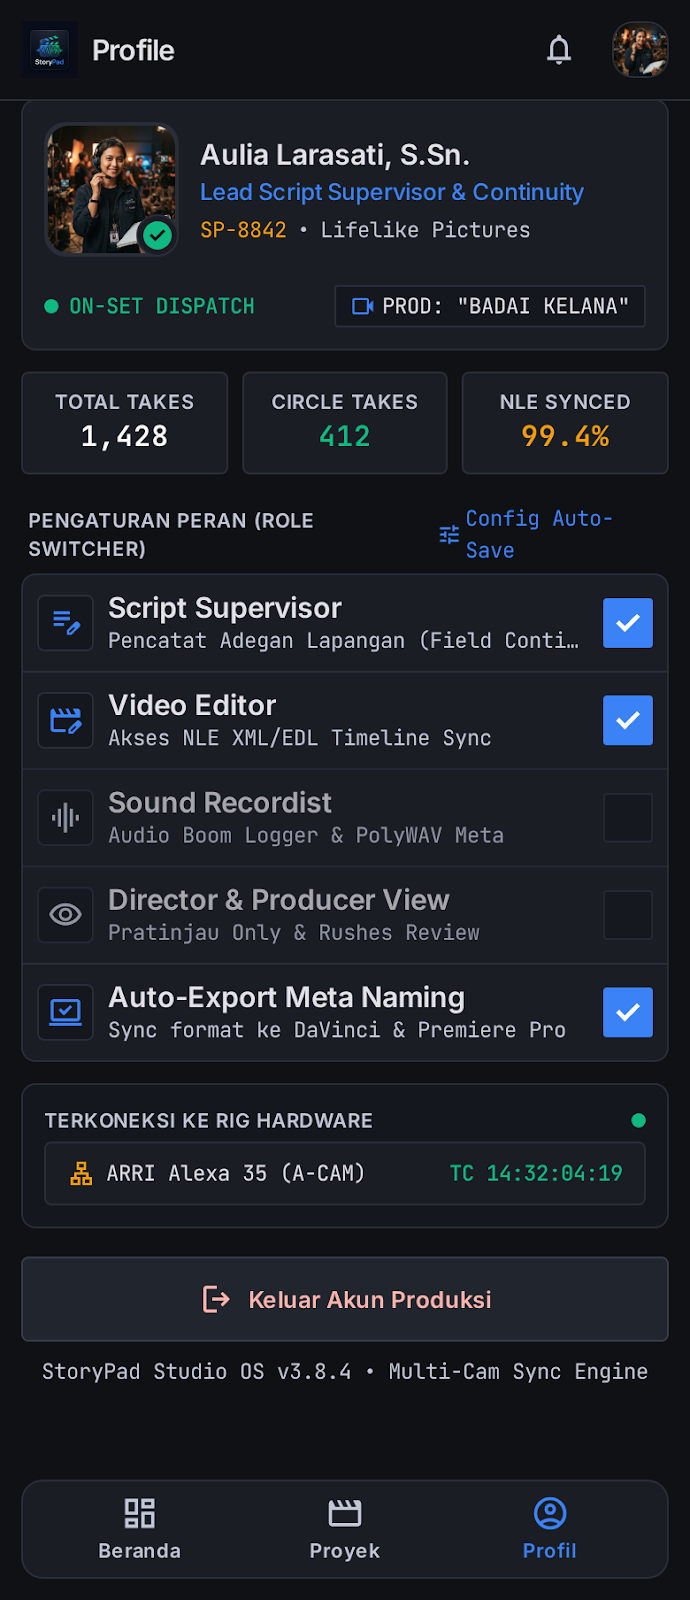 StoryPad
Profile
Aulia Larasati, S.Sn.
Lead Script Supervisor & Continuity
SP-8842 • Lifelike Pictures
ON-SET DISPATCH
PROD: "BADAI KELANA"
TOTAL TAKES
1,428
CIRCLE TAKES
412
NLE SYNCED
99.4%
PENGATURAN PERAN (ROLE
SWITCHER)
Config Auto-
Save
Script Supervisor
Pencatat Adegan Lapangan (Field Conti…
Video Editor
Akses NLE XML/EDL Timeline Sync
Sound Recordist
Audio Boom Logger & PolyWAV Meta
Director & Producer View
Pratinjau Only & Rushes Review
Auto-Export Meta Naming
Sync format ke DaVinci & Premiere Pro
TERKONEKSI KE RIG HARDWARE
ARRI Alexa 35 (A-CAM)
TC 14:32:04:19
Keluar Akun Produksi
StoryPad Studio OS v3.8.4 • Multi-Cam Sync Engine
Beranda
Proyek
Profil